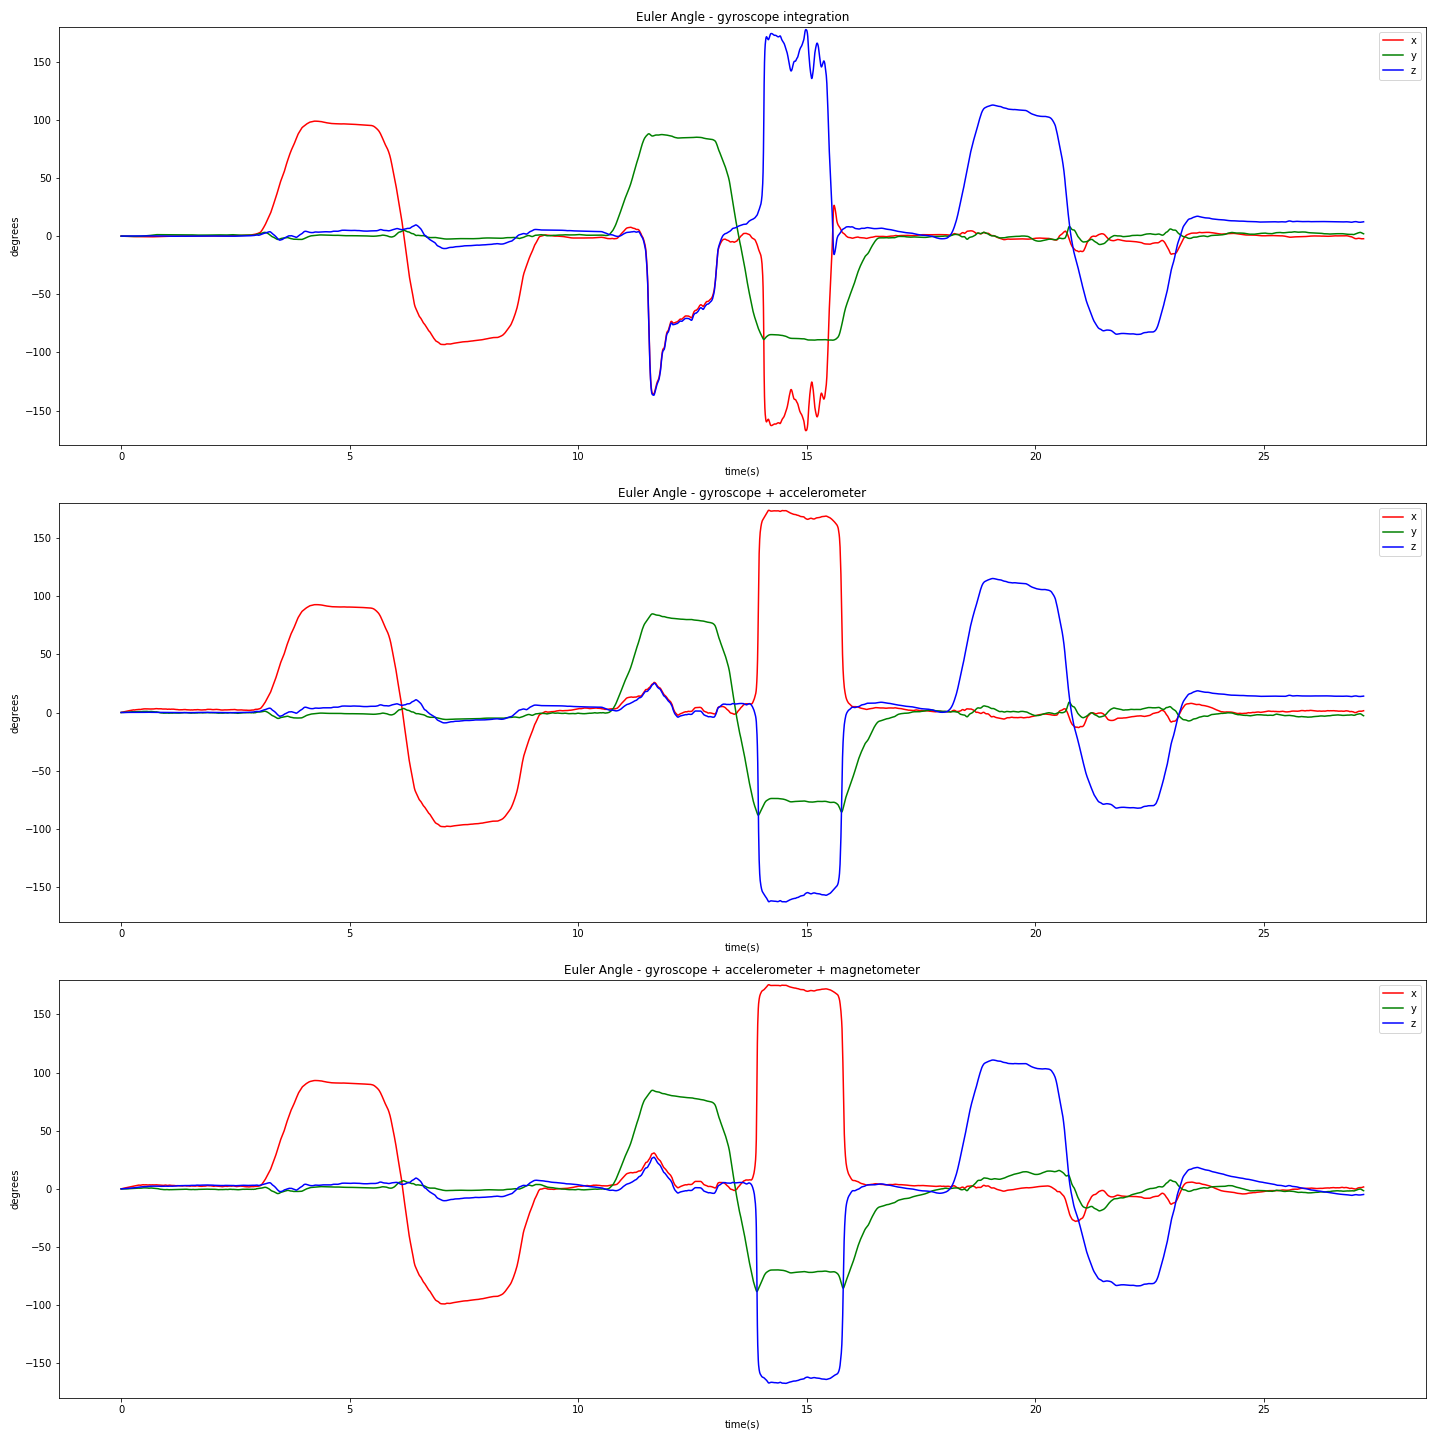 Euler Angle - gyroscope integration
150
100
50
0
−50
−100
−150
degrees
x
y
z
0 5 10 15 20 25
time(s)
Euler Angle - gyroscope + accelerometer
150
100
50
0
−50
−100
−150
degrees
x
y
z
0 5 10 15 20 25
time(s)
Euler Angle - gyroscope + accelerometer + magnetometer
150
100
50
0
−50
−100
−150
degrees
x
y
z
0 5 10 15 20 25
time(s)